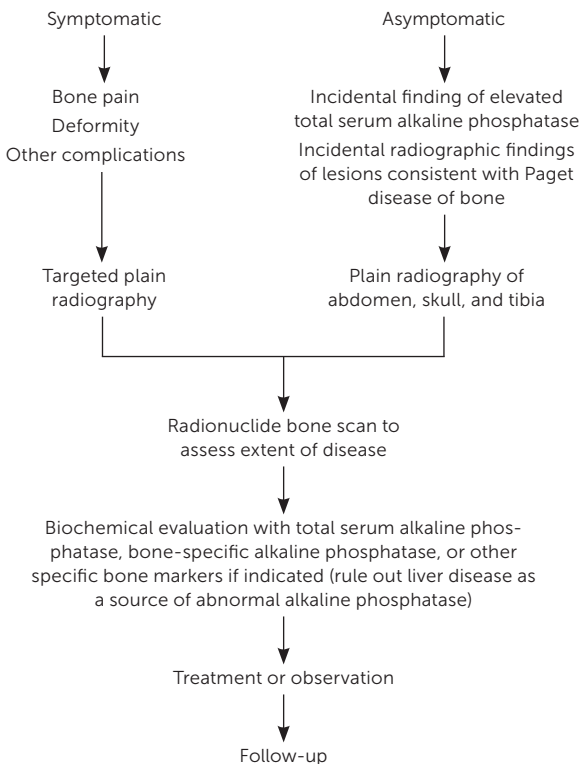 Symptomatic
Asymptomatic
Bone pain
Deformity
Other complications
Incidental finding of elevated
total serum alkaline phosphatase
Incidental radiographic findings
of lesions consistent with Paget
disease of bone
Targeted plain
radiography
Plain radiography of
abdomen, skull, and tibia
Radionuclide bone scan to
assess extent of disease
Biochemical evaluation with total serum alkaline phos-
phatase, bone-specific alkaline phosphatase, or other
specific bone markers if indicated (rule out liver disease as
a source of abnormal alkaline phosphatase)
Treatment or observation
Follow-up